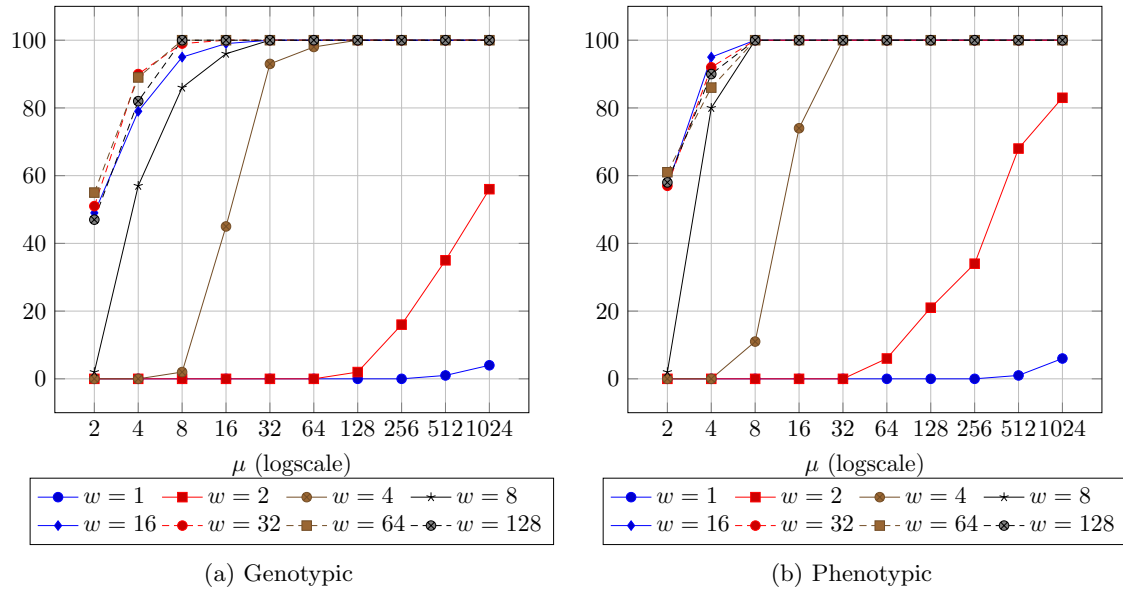 100
80
60
40
20
0
2 4 8 16 32 64 128 256 512 1024
μ (logscale)
w = 1 w = 2 w = 4 w = 8
w = 16 w = 32 w = 64 w = 128
(a) Genotypic
100
80
60
40
20
0
2 4 8 16 32 64 128 256 512 1024
μ (logscale)
w = 1 w = 2 w = 4 w = 8
w = 16 w = 32 w = 64 w = 128
(b) Phenotypic